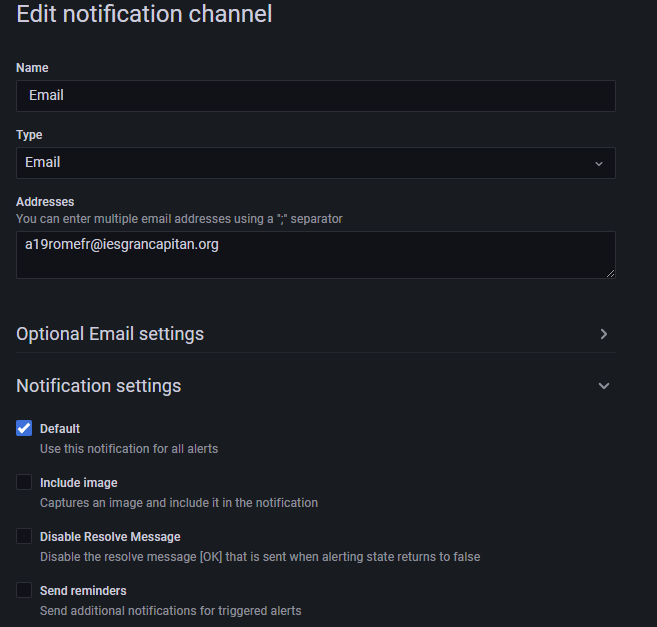 Edit notification channel
Name
Email
Type
Email
Addresses
You can enter multiple email addresses using a ";" separator
a19romefr@iesgrancapitan.org
Optional Email settings
Notification settings
Default
Use this notification for all alerts
Include image
Captures an image and include it in the notification
Disable Resolve Message
Disable the resolve message [OK] that is sent when alerting state returns to false
Send reminders
Send additional notifications for triggered alerts